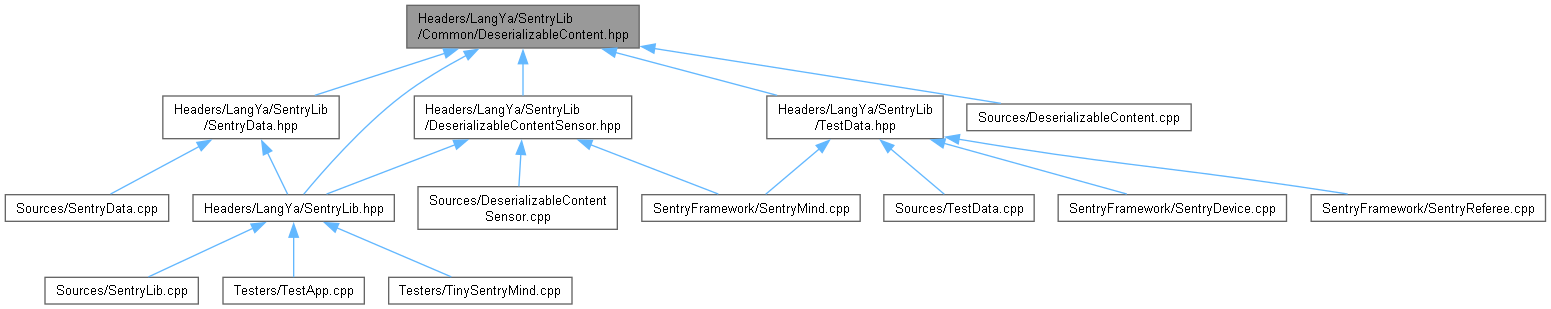 Headers/LangYa/SentryLib
/Common/DeserializableContent.hpp
Headers/LangYa/SentryLib
/SentryData.hpp
Headers/LangYa/SentryLib
/DeserializableContentSensor.hpp
Headers/LangYa/SentryLib
/TestData.hpp
Sources/DeserializableContent.cpp
Sources/SentryData.cpp
Headers/LangYa/SentryLib.hpp
Sources/DeserializableContent
Sensor.cpp
SentryFramework/SentryMind.cpp
Sources/TestData.cpp
SentryFramework/SentryDevice.cpp
SentryFramework/SentryReferee.cpp
Sources/SentryLib.cpp
Testers/TestApp.cpp
Testers/TinySentryMind.cpp